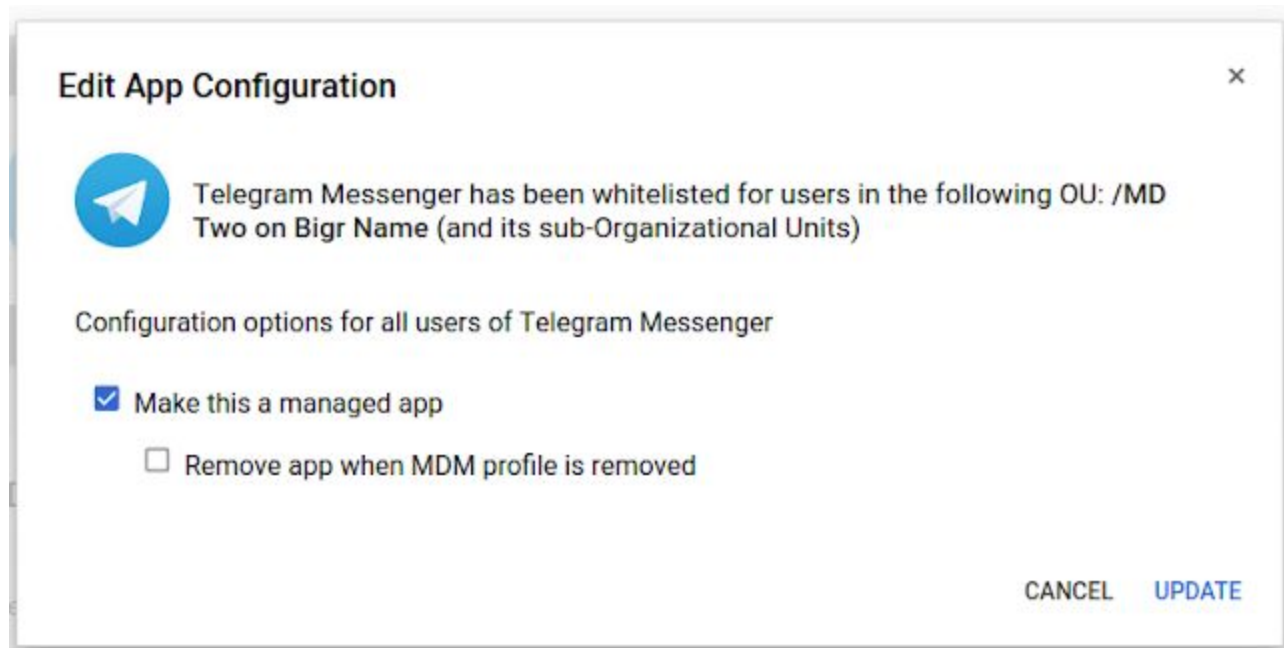 Edit App Configuration
×
Telegram Messenger has been whitelisted for users in the following OU: /MD
Two on Bigr Name (and its sub-Organizational Units)
Configuration options for all users of Telegram Messenger
Make this a managed app
Remove app when MDM profile is removed
CANCEL UPDATE